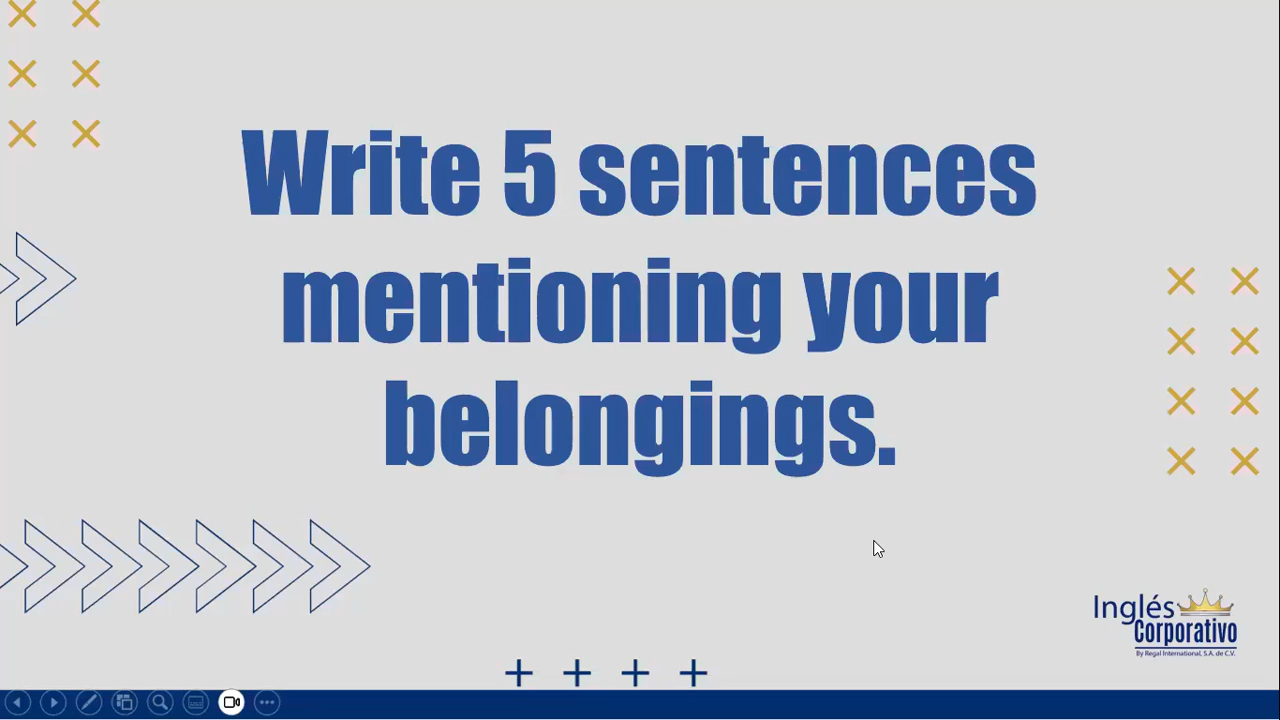 Write 5 sentences
mentioning your
belongings.
Inglés
Corporativo
By Regal International, S.A. de C.V.